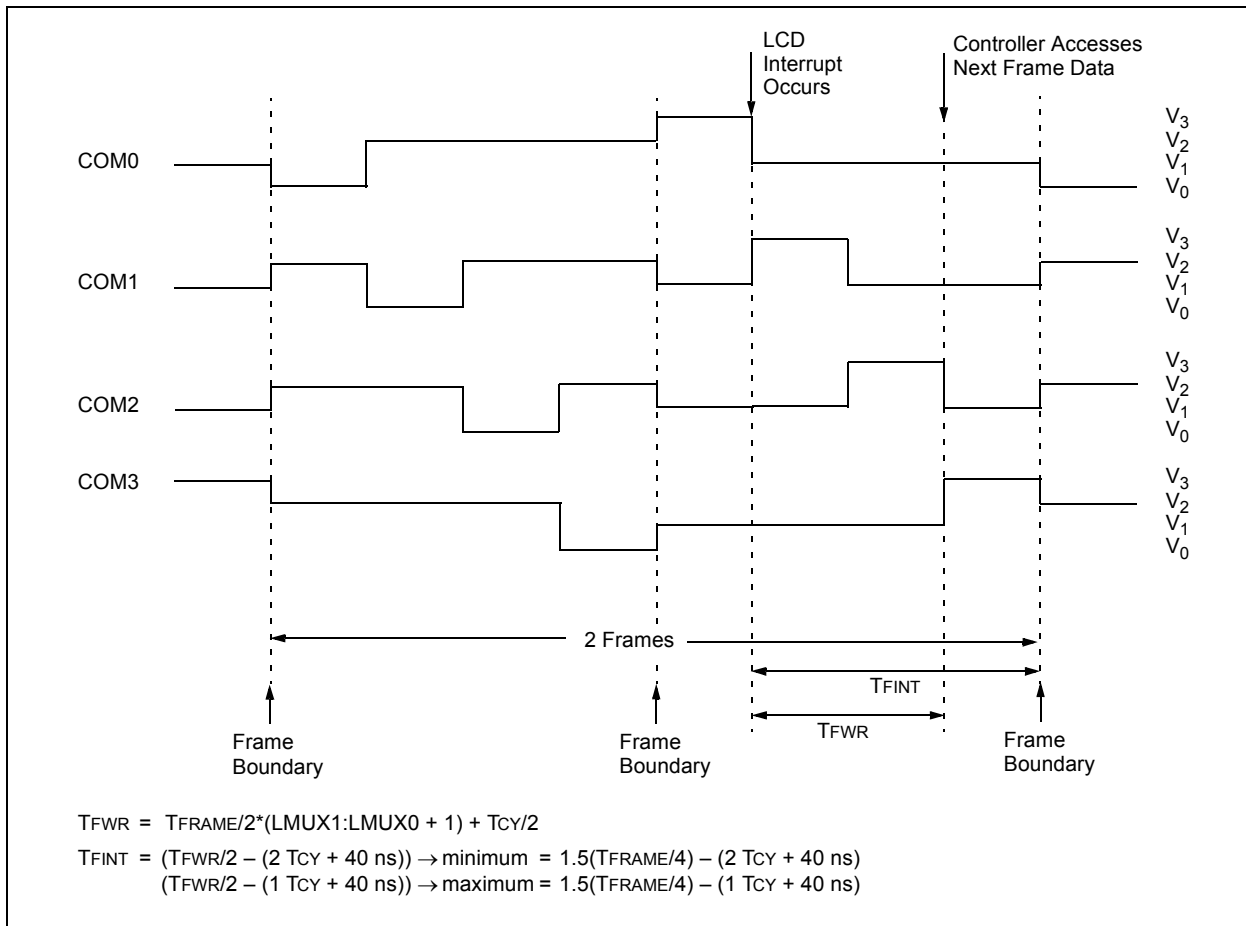 LCD
Interrupt
Occurs
Controller Accesses
Next Frame Data
COM0
V3
V2
V1
V0
COM1
V3
V2
V1
V0
COM2
V3
V2
V1
V0
COM3
V3
V2
V1
V0
2 Frames
TFINT
TFWR
Frame
Boundary
Frame
Boundary
Frame
Boundary
TFWR = TFRAME/2*(LMUX1:LMUX0 + 1) + TCY/2
TFINT = (TFWR/2 – (2 TCY + 40 ns)) → minimum = 1.5(TFRAME/4) – (2 TCY + 40 ns)
(TFWR/2 – (1 TCY + 40 ns)) → maximum = 1.5(TFRAME/4) – (1 TCY + 40 ns)